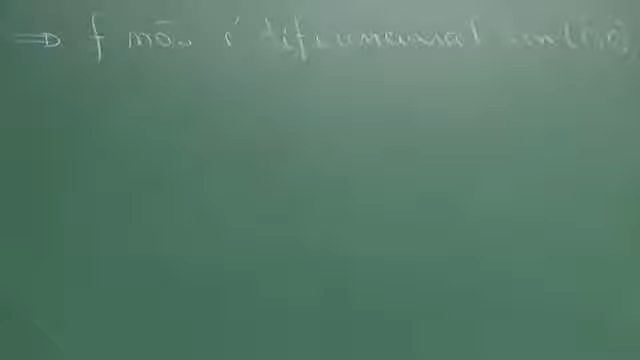 ⇒ f não é diferenciável em (0,0)